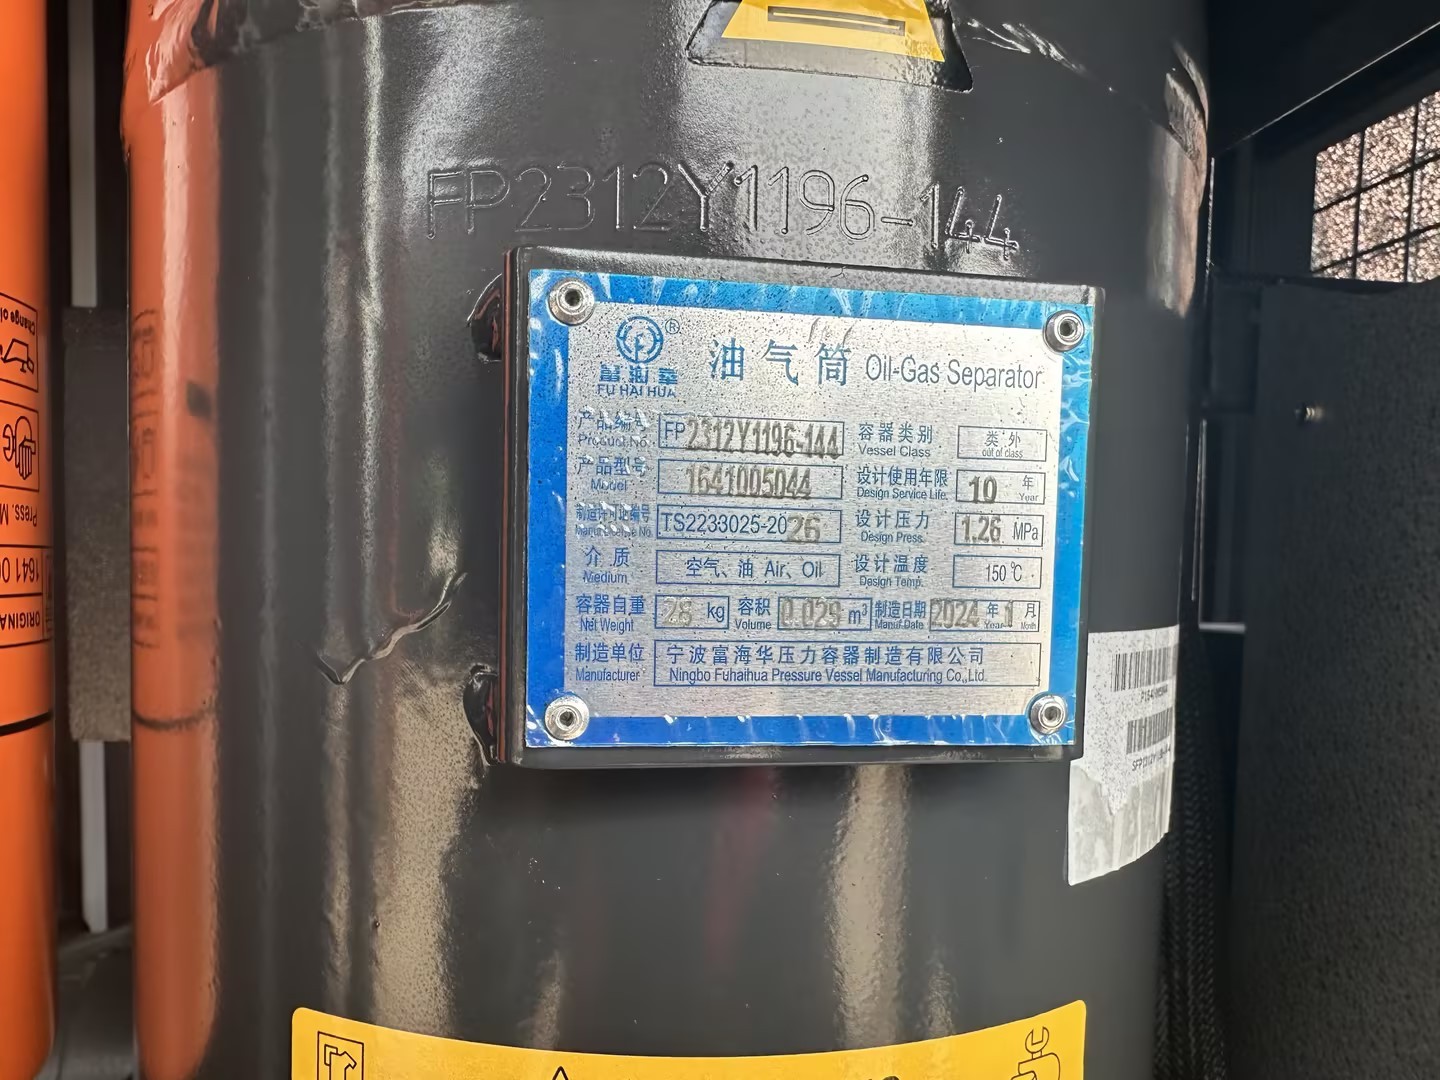 FP2312Y1196-144
®
富海华
FU HAI HUA
油气筒 Oil-Gas Separator
产品编号 FP2312Y1196-144 容器类别 类外
Product No. Vessel Class out of class
产品型号 1641005044 设计使用年限 10 年
Model Design Service Life Year
制造许可证编号 TS2233025-2026 设计压力 1.26 MPa
Manuf.License No. Design Press.
介质 空气、油 Air、Oil 设计温度 150℃
Medium Design Temp.
容器自重 28 kg 容积 0.029 m³ 制造日期 2024 年 1 月
Net Weight Volume Manuf.Date Year Month
制造单位 宁波富海华压力容器制造有限公司
Manufacturer Ningbo Fuhaihua Pressure Vessel Manufacturing Co.,Ltd.
Change oil
Press. M
1641 00
ORIGINA